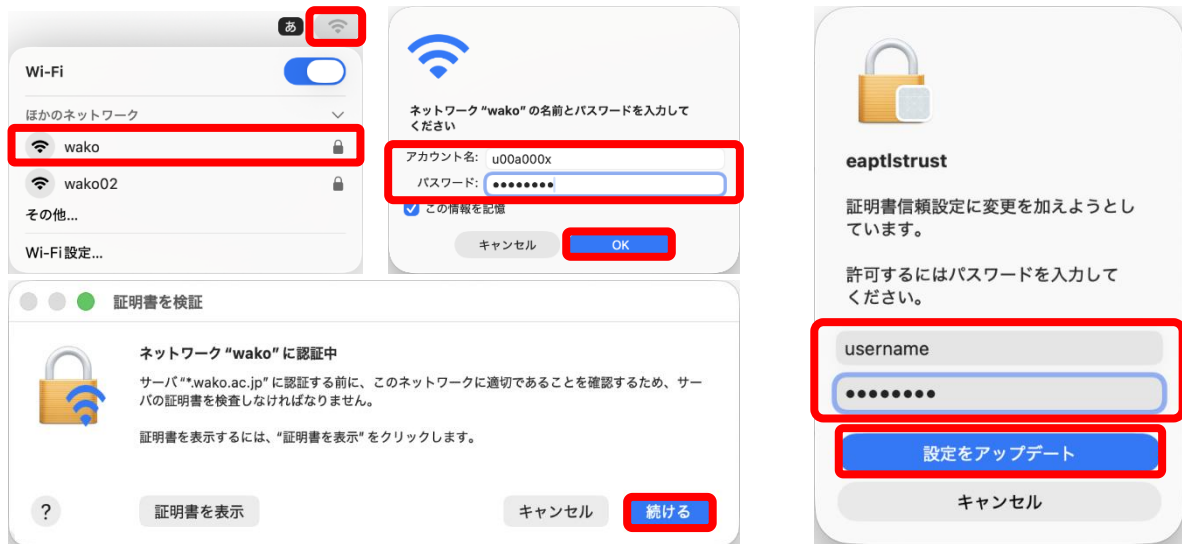 あ
Wi-Fi
ほかのネットワーク
wako
wako02
その他...
Wi-Fi設定...
ネットワーク“wako”の名前とパスワードを入力して
ください
アカウント名: u00a000x
パスワード: ●●●●●●●●
この情報を記憶
キャンセル OK
証明書を検証
ネットワーク“wako”に認証中
サーバ“*.wako.ac.jp”に認証する前に、このネットワークに適切であることを確認するため、サー
バの証明書を検査しなければなりません。
証明書を表示するには、“証明書を表示”をクリックします。
? 証明書を表示 キャンセル 続ける
eaptlstrust
証明書信頼設定に変更を加えようとし
ています。
許可するにはパスワードを入力して
ください。
username
●●●●●●●●
設定をアップデート
キャンセル